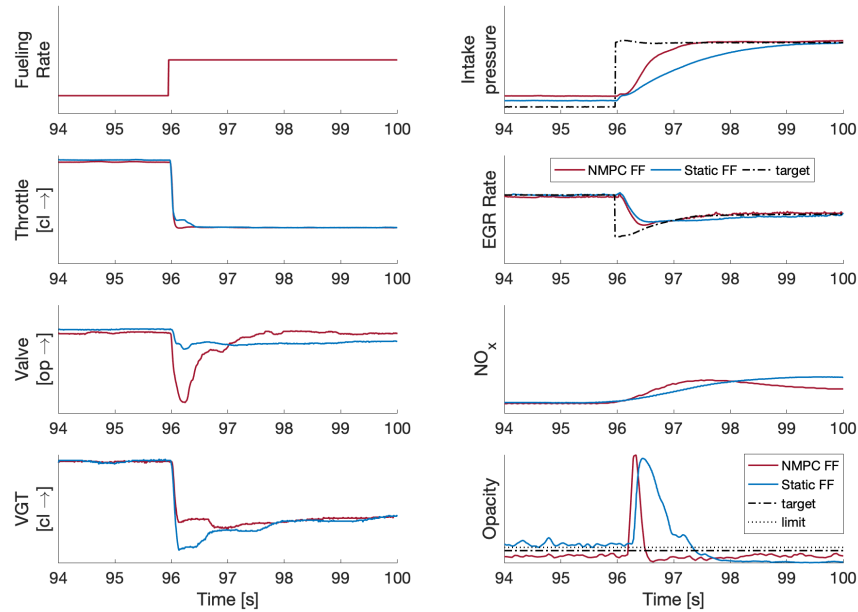 Fueling
Rate
94 95 96 97 98 99 100
Intake
pressure
94 95 96 97 98 99 100
Throttle
[cl →]
94 95 96 97 98 99 100
EGR Rate
NMPC FF Static FF target
94 95 96 97 98 99 100
Valve
[op →]
94 95 96 97 98 99 100
NOx
94 95 96 97 98 99 100
VGT
[cl →]
94 95 96 97 98 99 100
Time [s]
Opacity
NMPC FF
Static FF
target
limit
94 95 96 97 98 99 100
Time [s]